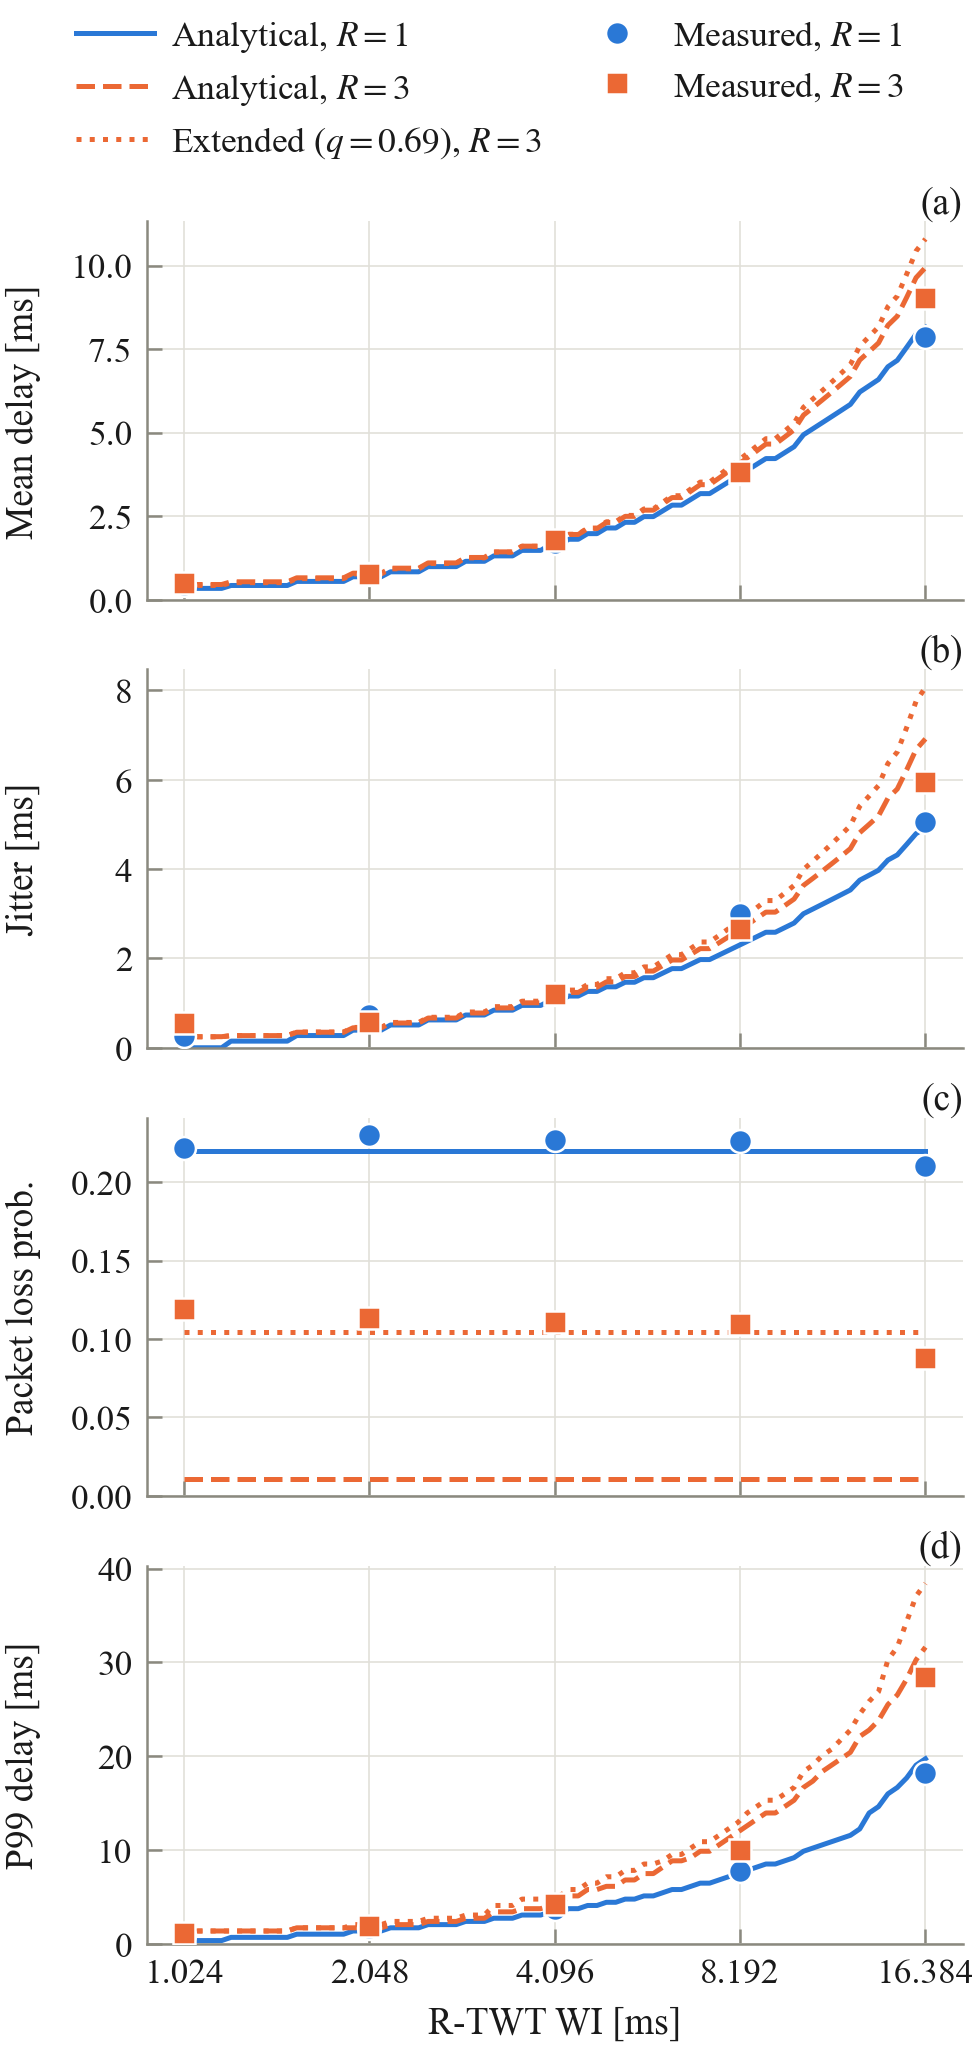 Analytical, R = 1
Measured, R = 1
Analytical, R = 3
Measured, R = 3
Extended (q = 0.69), R = 3
(a)
Mean delay [ms]
10.0
7.5
5.0
2.5
0.0
(b)
Jitter [ms]
8
6
4
2
0
(c)
Packet loss prob.
0.20
0.15
0.10
0.05
0.00
(d)
P99 delay [ms]
40
30
20
10
0
1.024 2.048 4.096 8.192 16.384
R-TWT WI [ms]